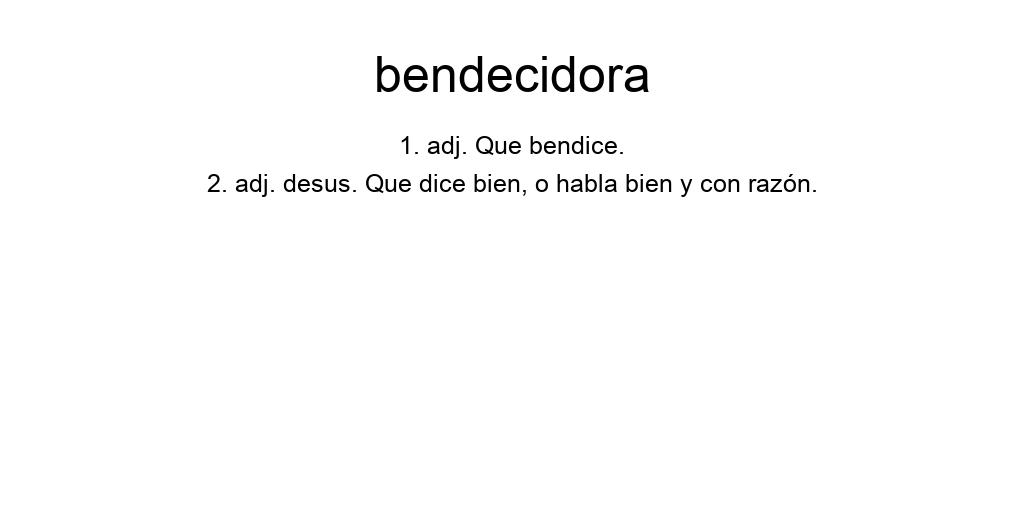 bendecidora
1. adj. Que bendice.
2. adj. desus. Que dice bien, o habla bien y con razón.